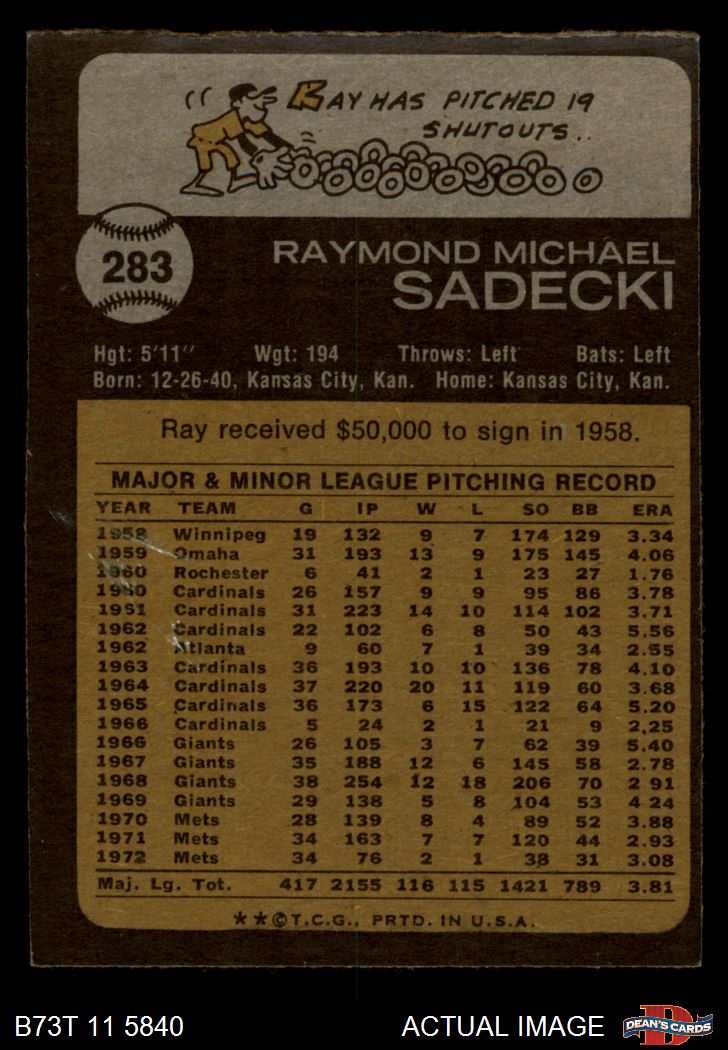 RAY HAS PITCHED 19
SHUTOUTS..
283
RAYMOND MICHAEL
SADECKI
Hgt: 5'11" Wgt: 194 Throws: Left Bats: Left
Born: 12-26-40, Kansas City, Kan. Home: Kansas City, Kan.
Ray received $50,000 to sign in 1958.
MAJOR & MINOR LEAGUE PITCHING RECORD
YEAR TEAM G IP W L SO BB ERA
1958 Winnipeg 19 132 9 7 174 129 3.34
1959 Omaha 31 193 13 9 175 145 4.06
1960 Rochester 6 41 2 1 23 27 1.76
1960 Cardinals 26 157 9 9 95 86 3.78
1961 Cardinals 31 223 14 10 114 102 3.71
1962 Cardinals 22 102 6 8 50 43 5.56
1962 Atlanta 9 60 7 1 39 34 2.55
1963 Cardinals 36 193 10 10 136 78 4.10
1964 Cardinals 37 220 20 11 119 60 3.68
1965 Cardinals 36 173 6 15 122 64 5.20
1966 Cardinals 5 24 2 1 21 9 2.25
1966 Giants 26 105 3 7 62 39 5.40
1967 Giants 35 188 12 6 145 58 2.78
1968 Giants 38 254 12 18 206 70 2 91
1969 Giants 29 138 5 8 104 53 4 24
1970 Mets 28 139 8 4 89 52 3.88
1971 Mets 34 163 7 7 120 44 2.93
1972 Mets 34 76 2 1 38 31 3.08
Maj. Lg. Tot. 417 2155 116 115 1421 789 3.81
**©T.C.G., PRTD. IN U.S.A.
B73T 11 5840 ACTUAL IMAGE
D
DEAN'S CARDS